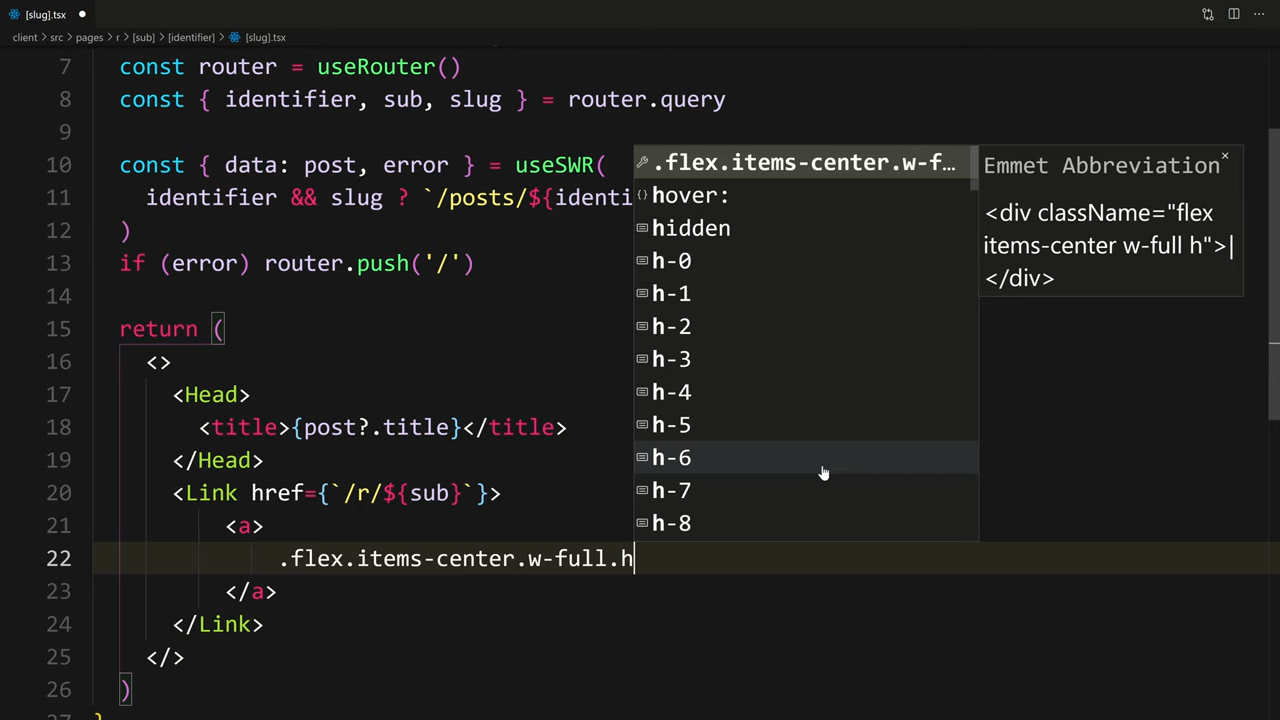 [slug].tsx
client > src > pages > r > [sub] > [identifier] > [slug].tsx
7 const router = useRouter()
8 const { identifier, sub, slug } = router.query
9
10 const { data: post, error } = useSWR(
11 identifier && slug ? `/posts/${identi
12 )
13 if (error) router.push('/')
14
15 return (
16 <>
17 <Head>
18 <title>{post?.title}</title>
19 </Head>
20 <Link href={`/r/${sub}`}>
21 <a>
22 .flex.items-center.w-full.h
23 </a>
24 </Link>
25 </>
26 )
27 }
.flex.items-center.w-f…
hover:
hidden
h-0
h-1
h-2
h-3
h-4
h-5
h-6
h-7
h-8
Emmet Abbreviation
<div className="flex
items-center w-full h">|
</div>